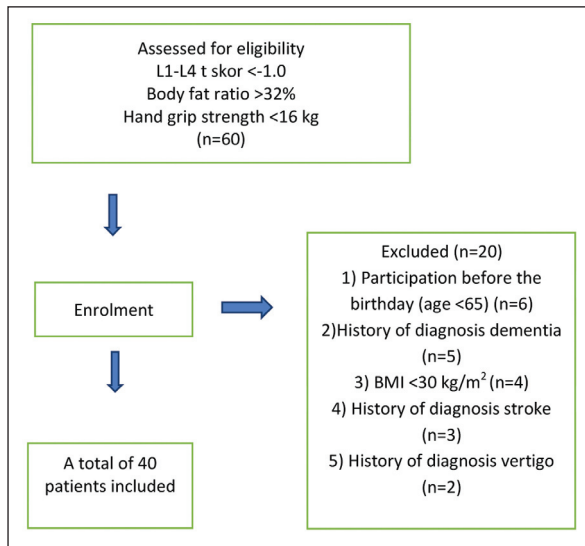 Assessed for eligibility
L1-L4 t skor <-1.0
Body fat ratio >32%
Hand grip strength <16 kg
(n=60)
Enrolment
Excluded (n=20)
1) Participation before the
birthday (age <65) (n=6)
2)History of diagnosis dementia
(n=5)
3) BMI <30 kg/m² (n=4)
4) History of diagnosis stroke
(n=3)
5) History of diagnosis vertigo
(n=2)
A total of 40
patients included